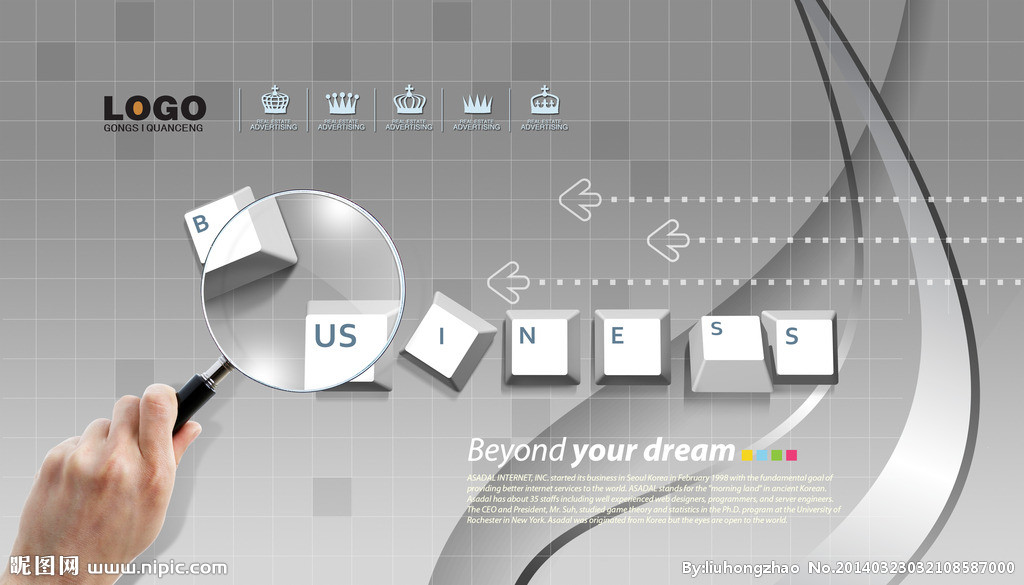 LOGO
GONGS I QUANCENG
REAL ESTATE
ADVERTISING
REAL ESTATE
ADVERTISING
REAL ESTATE
ADVERTISING
REAL ESTATE
ADVERTISING
REAL ESTATE
ADVERTISING
B
US I N E S S
Beyond your dream
ASADAL INTERNET, INC. started its business in Seoul Korea in February 1998 with the fundamental goal of
providing better internet services to the world. ASADAL stands for the "morning land" in ancient Korean.
Asadal has about 35 staffs including well experienced web designers, programmers, and server engineers.
The CEO and President, Mr. Suh, studied game theory and statistics in the Ph.D. program at the University of
Rochester in New York. Asadal was originated from Korea but the eyes are open to the world.
昵图网 www.nipic.com
By:liuhongzhao No.20140323032108587000